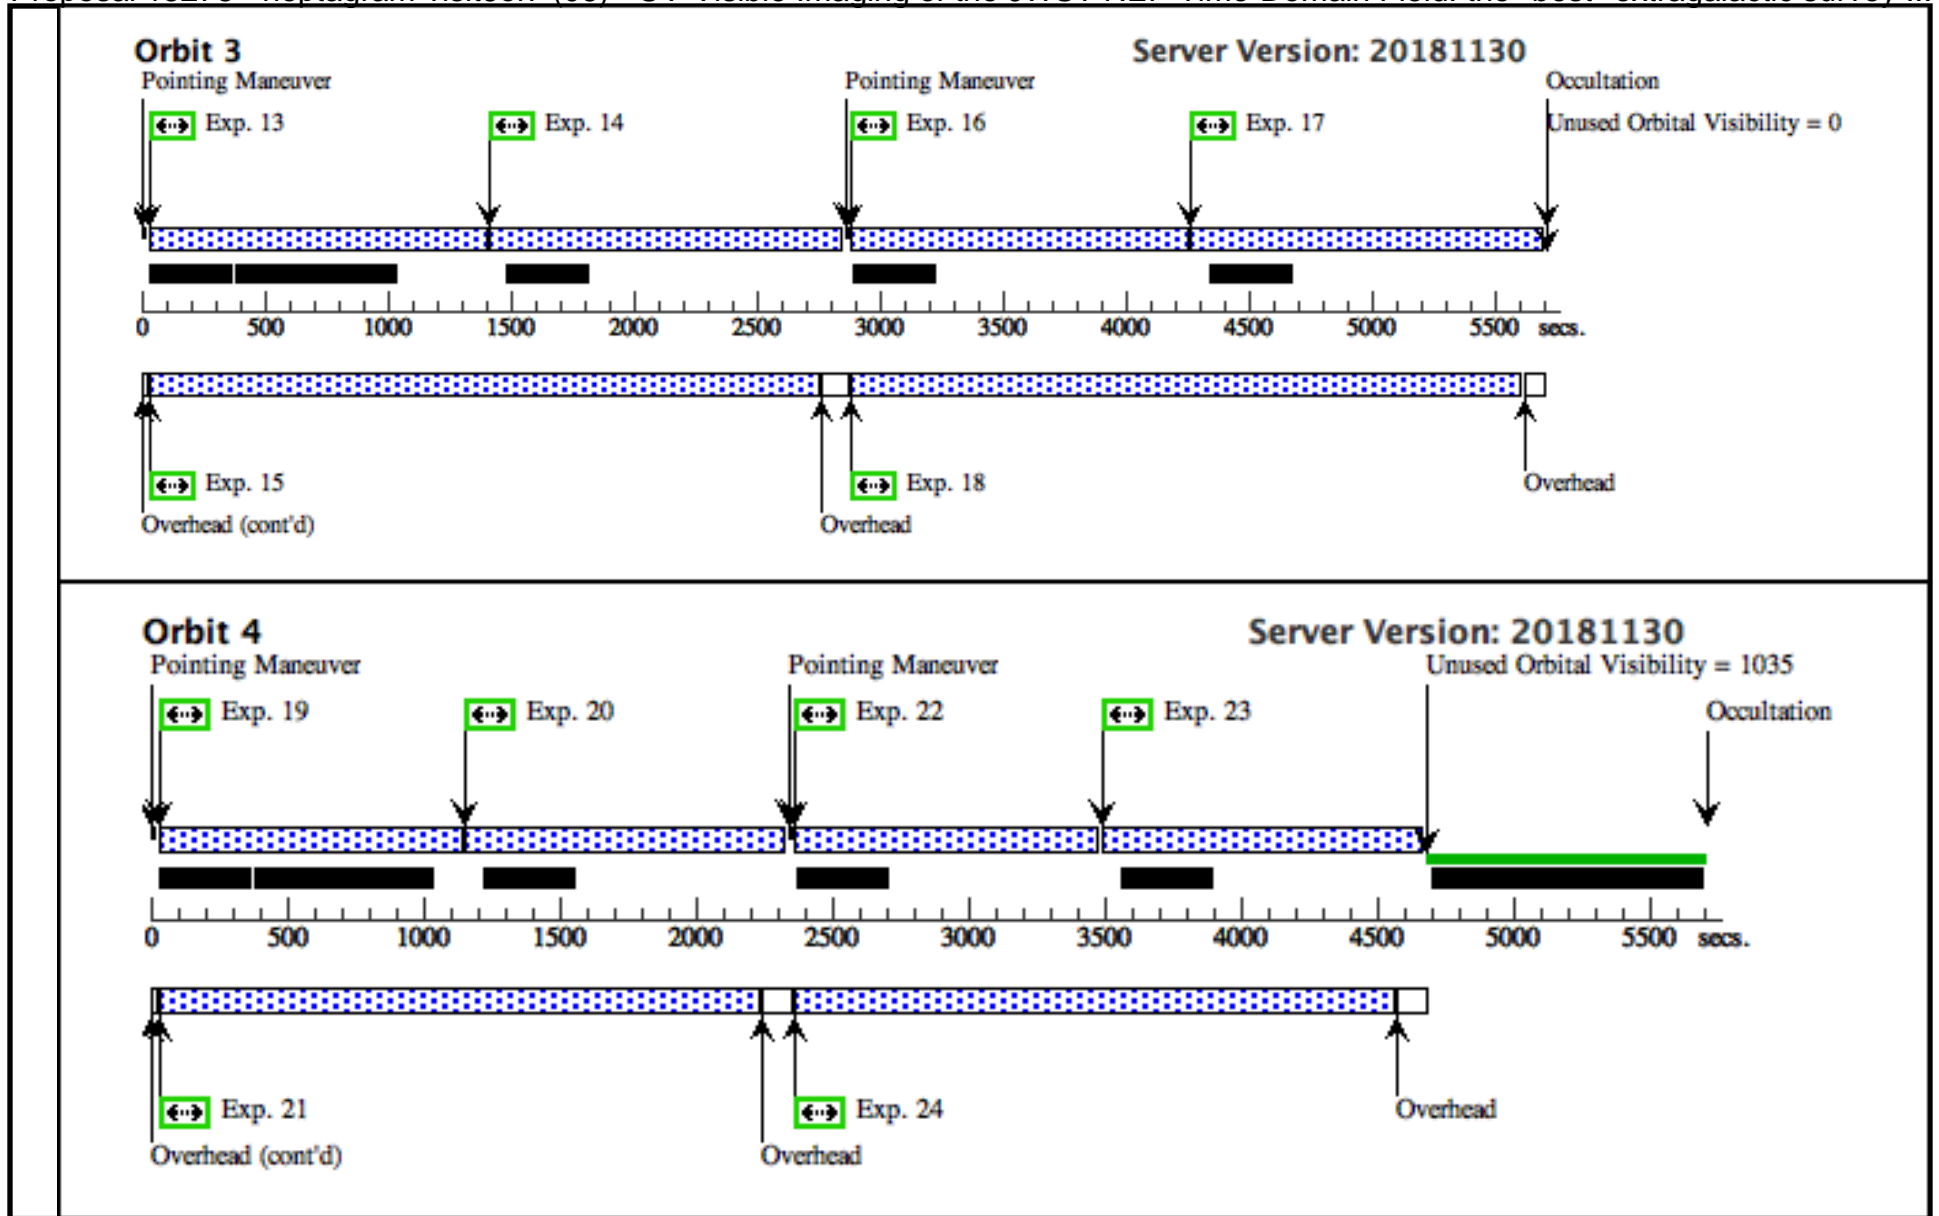 Orbit 3 Server Version: 20181130
Pointing Maneuver Pointing Maneuver Occultation
Exp. 13 Exp. 14 Exp. 16 Exp. 17 Unused Orbital Visibility = 0
0 500 1000 1500 2000 2500 3000 3500 4000 4500 5000 5500 secs.
Exp. 15 Exp. 18 Overhead
Overhead (cont'd) Overhead
Orbit 4 Server Version: 20181130
Pointing Maneuver Pointing Maneuver Unused Orbital Visibility = 1035
Exp. 19 Exp. 20 Exp. 22 Exp. 23 Occultation
0 500 1000 1500 2000 2500 3000 3500 4000 4500 5000 5500 secs.
Exp. 21 Exp. 24 Overhead
Overhead (cont'd) Overhead